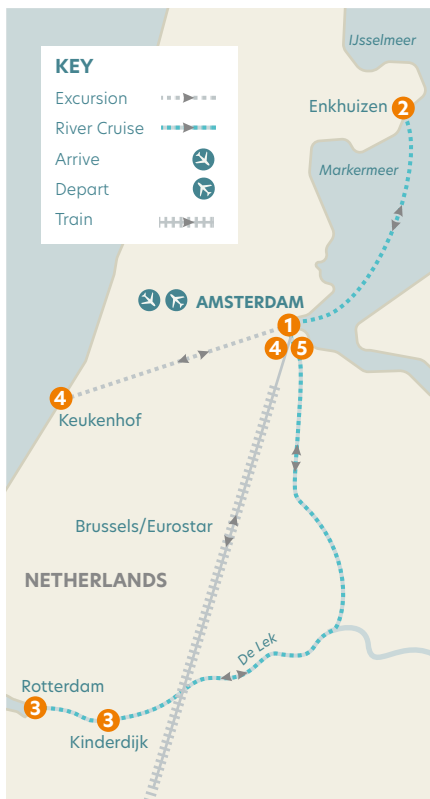 IJsselmeer
KEY
Excursion
River Cruise
Arrive
Depart
Train
Enkhuizen 2
Markermeer
AMSTERDAM
1
4 5
4
Keukenhof
Brussels/Eurostar
NETHERLANDS
De Lek
Rotterdam
3
3
Kinderdijk